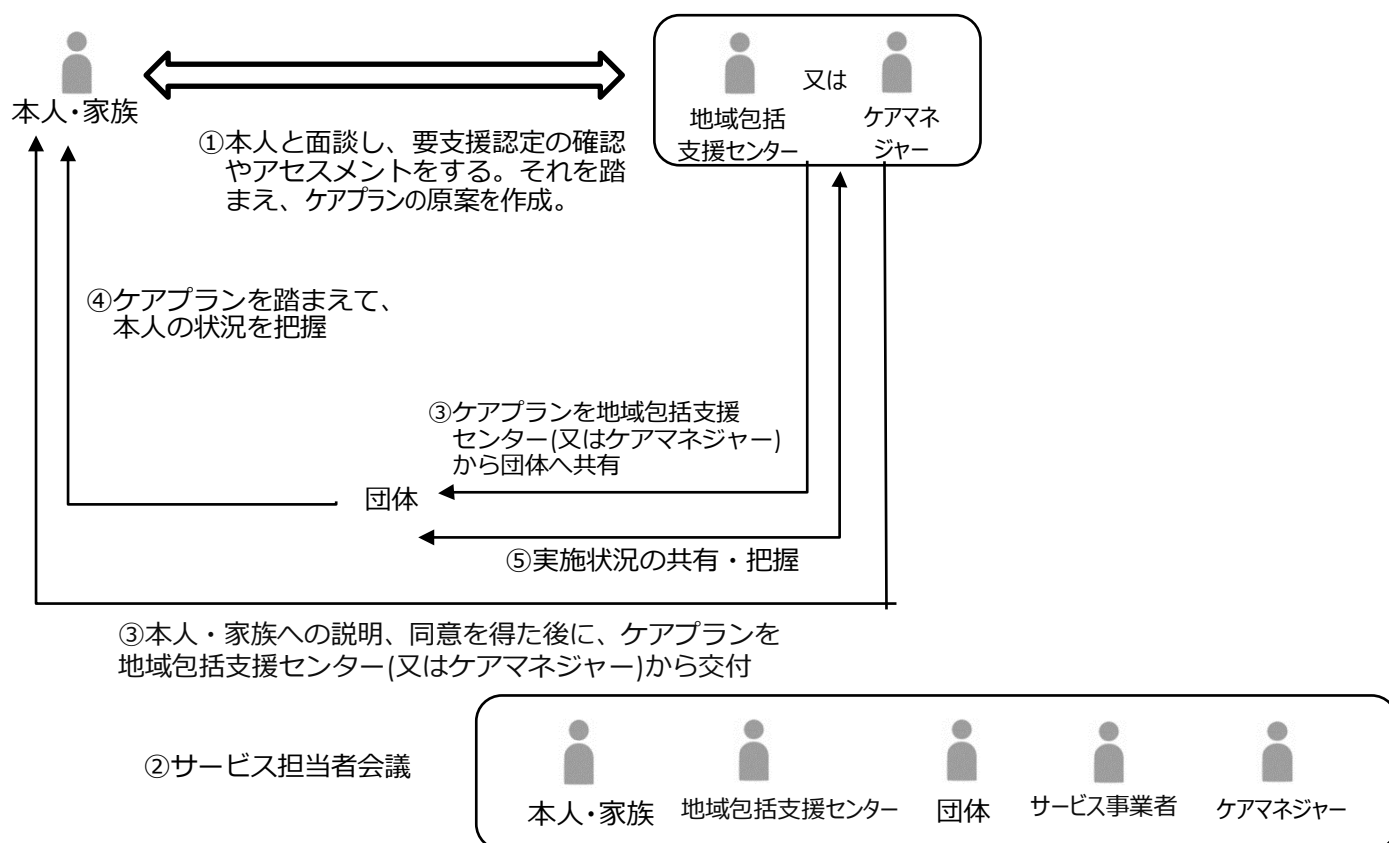 本人・家族
又は
地域包括
支援センター
ケアマネ
ジャー
①本人と面談し、要支援認定の確認
やアセスメントをする。それを踏
まえ、ケアプランの原案を作成。
④ケアプランを踏まえて、
本人の状況を把握
③ケアプランを地域包括支援
センター(又はケアマネジャー)
から団体へ共有
団体
⑤実施状況の共有・把握
③本人・家族への説明、同意を得た後に、ケアプランを
地域包括支援センター(又はケアマネジャー)から交付
②サービス担当者会議
本人・家族
地域包括支援センター
団体
サービス事業者
ケアマネジャー